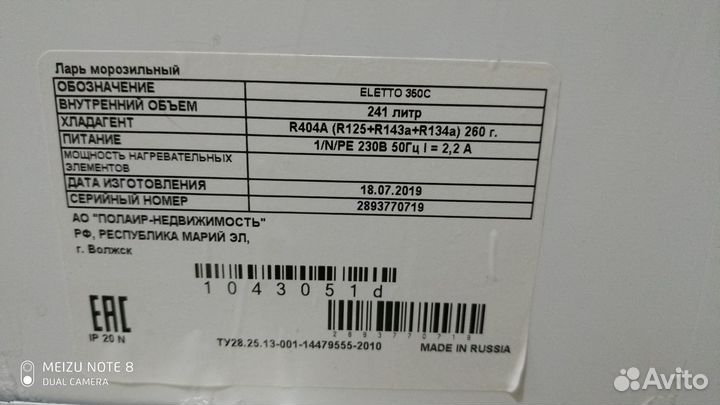 Ларь морозильный
ОБОЗНАЧЕНИЕ ELETTO 350C
ВНУТРЕННИЙ ОБЪЕМ 241 литр
ХЛАДАГЕНТ R404A (R125+R143a+R134a) 260 г.
ПИТАНИЕ 1/N/PE 230В 50Гц I = 2,2 А
МОЩНОСТЬ НАГРЕВАТЕЛЬНЫХ
ЭЛЕМЕНТОВ
ДАТА ИЗГОТОВЛЕНИЯ 18.07.2019
СЕРИЙНЫЙ НОМЕР 2893770719
АО "ПОЛАИР-НЕДВИЖИМОСТЬ"
РФ, РЕСПУБЛИКА МАРИЙ ЭЛ,
г. Волжск
1043051d
2893770719
EAC
IP 20 N
ТУ28.25.13-001-14479555-2010
MADE IN RUSSIA
MEIZU NOTE 8
DUAL CAMERA
Avito